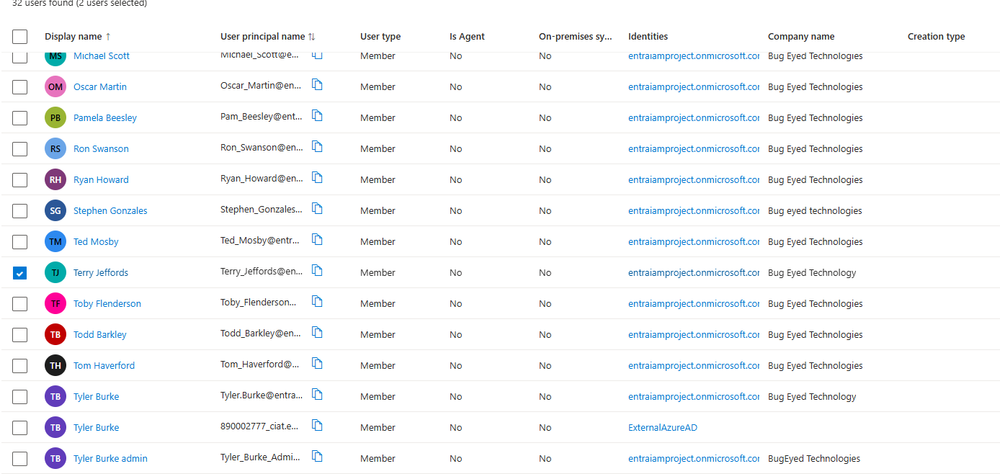 32 users found (2 users selected)
Display name ↑ User principal name ↑↓ User type Is Agent On-premises sy... Identities Company name Creation type
MS Michael Scott Michael_Scott@e... Member No No entraiamproject.onmicrosoft.cor Bug Eyed Technologies
OM Oscar Martin Oscar_Martin@en... Member No No entraiamproject.onmicrosoft.cor Bug Eyed Technologies
PB Pamela Beesley Pam_Beesley@ent... Member No No entraiamproject.onmicrosoft.cor Bug Eyed Technologies
RS Ron Swanson Ron_Swanson@en... Member No No entraiamproject.onmicrosoft.cor Bug Eyed Technologies
RH Ryan Howard Ryan_Howard@en... Member No No entraiamproject.onmicrosoft.cor Bug Eyed Technologies
SG Stephen Gonzales Stephen_Gonzales... Member No No entraiamproject.onmicrosoft.cor Bug eyed technologies
TM Ted Mosby Ted_Mosby@entr... Member No No entraiamproject.onmicrosoft.cor Bug Eyed Technologies
TJ Terry Jeffords Terry_Jeffords@en... Member No No entraiamproject.onmicrosoft.cor Bug Eyed Technology
TF Toby Flenderson Toby_Flenderson... Member No No entraiamproject.onmicrosoft.cor Bug Eyed Technologies
TB Todd Barkley Todd_Barkley@en... Member No No entraiamproject.onmicrosoft.cor Bug Eyed Technologies
TH Tom Haverford Tom_Haverford@... Member No No entraiamproject.onmicrosoft.cor Bug Eyed Technologies
TB Tyler Burke Tyler.Burke@entra... Member No No entraiamproject.onmicrosoft.cor Bug Eyed Technology
TB Tyler Burke 890002777_ciat.e... Member No No ExternalAzureAD
TB Tyler Burke admin Tyler_Burke_Admi... Member No No entraiamproject.onmicrosoft.cor BugEyed Technologies